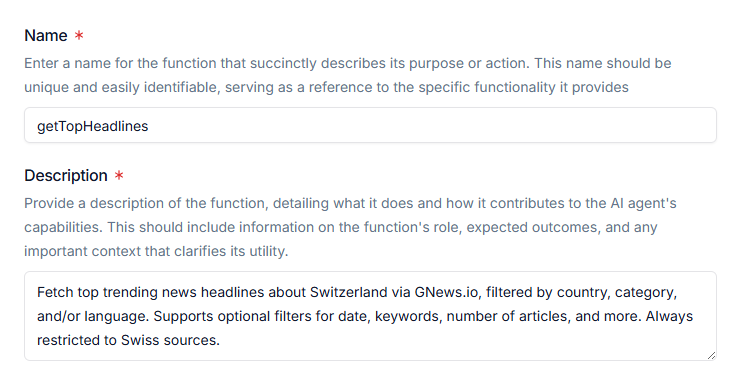 Name *
Enter a name for the function that succinctly describes its purpose or action. This name should be
unique and easily identifiable, serving as a reference to the specific functionality it provides
getTopHeadlines
Description *
Provide a description of the function, detailing what it does and how it contributes to the AI agent's
capabilities. This should include information on the function's role, expected outcomes, and any
important context that clarifies its utility.
Fetch top trending news headlines about Switzerland via GNews.io, filtered by country, category,
and/or language. Supports optional filters for date, keywords, number of articles, and more. Always
restricted to Swiss sources.